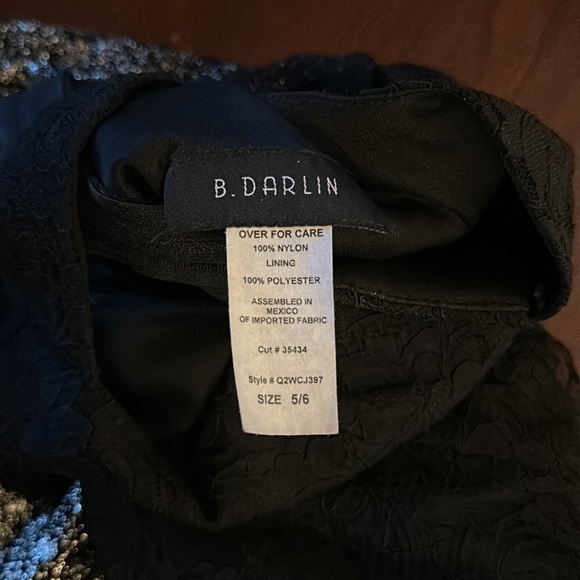 B. DARLIN
OVER FOR CARE
100% NYLON
LINING
100% POLYESTER
ASSEMBLED IN
MEXICO
OF IMPORTED FABRIC
Cut # 35434
Style # Q2WCJ397
SIZE 5/6